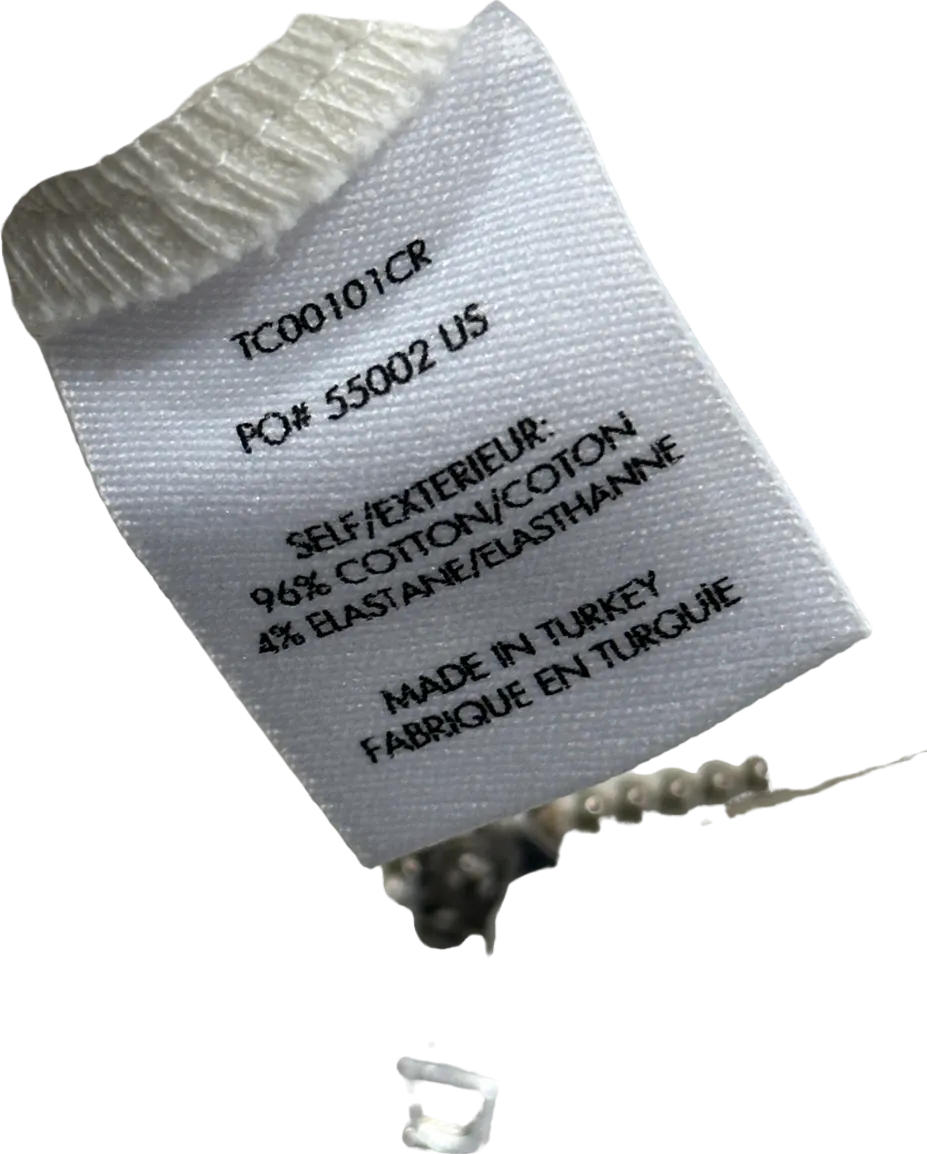 TC00101CR
PO# 55002 US
SELF/EXTERIEUR:
96% COTTON/COTON
4% ELASTANE/ELASTHANNE
MADE IN TURKEY
FABRIQUE EN TURQUIE